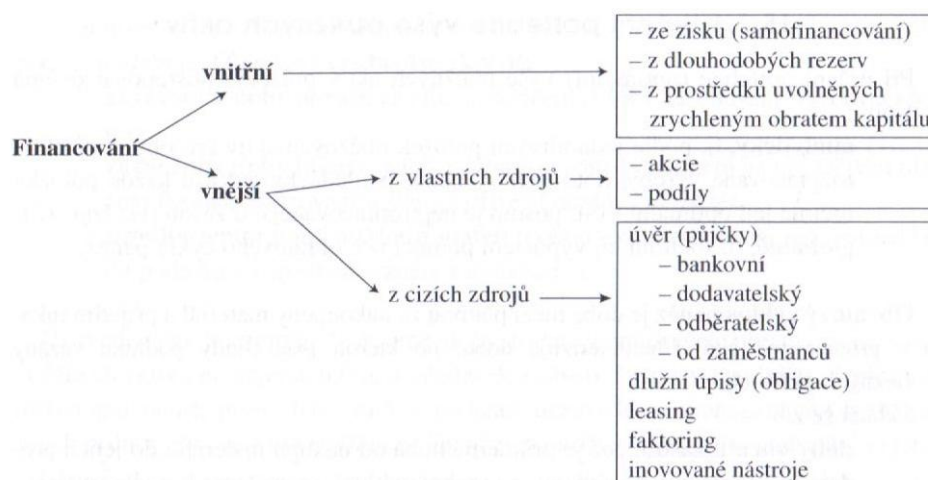 – ze zisku (samofinancování)
– z dlouhodobých rezerv
– z prostředků uvolněných
zrychleným obratem kapitálu
vnitřní
Financování
vnější
z vlastních zdrojů
– akcie
– podíly
z cizích zdrojů
úvěr (půjčky)
– bankovní
– dodavatelský
– odběratelský
– od zaměstnanců
dlužní úpisy (obligace)
leasing
faktoring
inovované nástroje